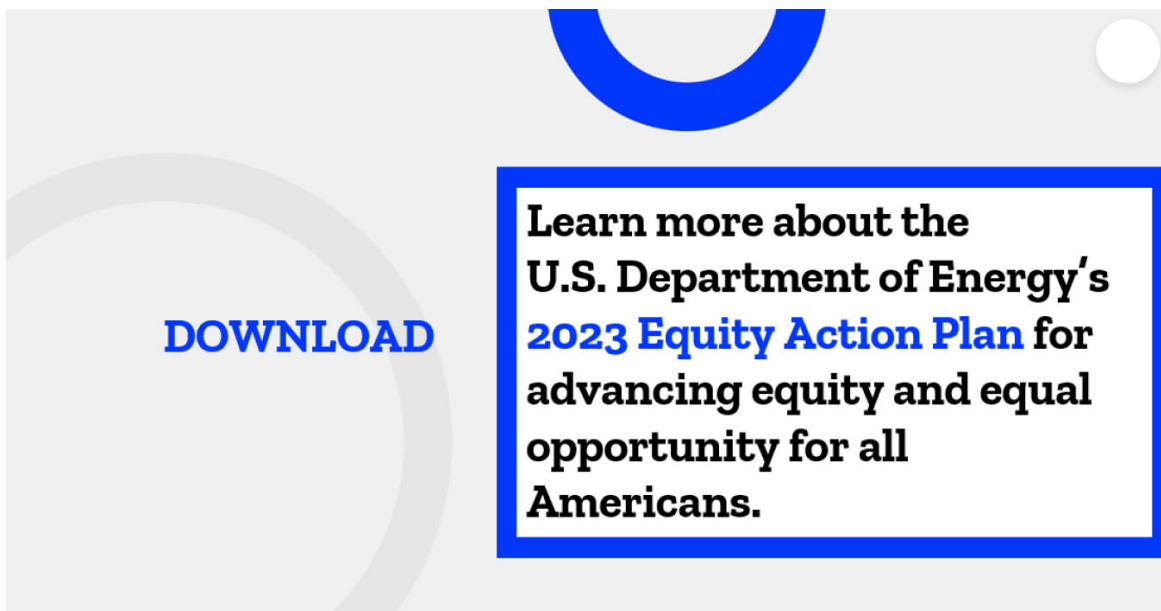 DOWNLOAD
Learn more about the
U.S. Department of Energy’s
2023 Equity Action Plan for
advancing equity and equal
opportunity for all
Americans.